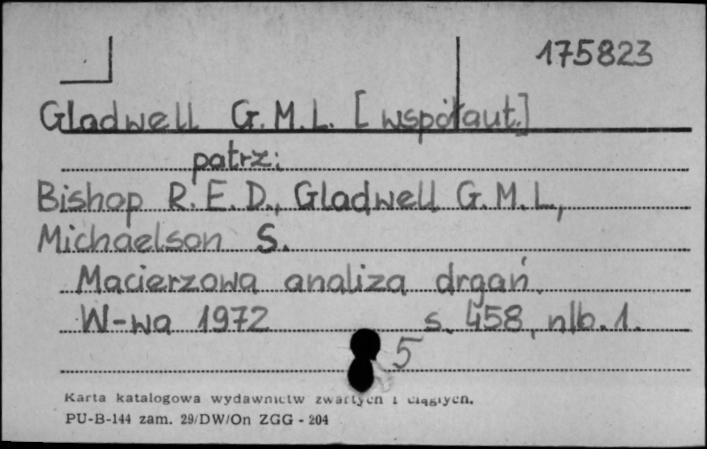 175823
Gladwell G.M.L. [współaut.]
patrz:
Bishop R.E.D., Gladwell G.M.L,
Michaelson S.
Macierzowa analiza drgań.
W-wa 1972 s. 458, nlb. 1.
5
Karta katalogowa wydawnictw zwartych i ciągłych.
PU-B-144 zam. 29/DW/On ZGG - 204